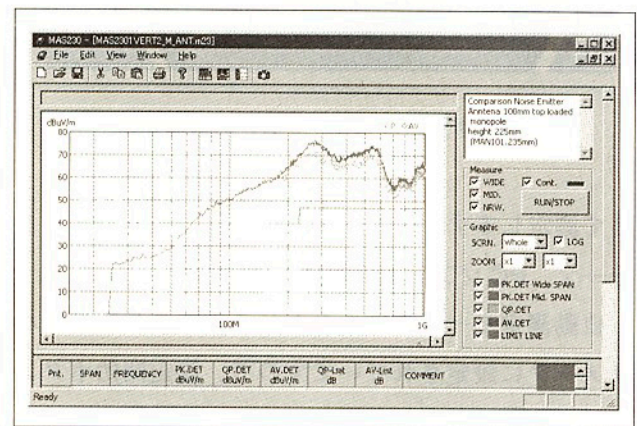 MAS230 - [MAS2301VERT2_M_ANT.m23]
File Edit View Window Help
dBuV/m
80
70
60
50
40
30
20
10
0
100M 1G
Comparison Noise Emitter
Anntena 100mm top loaded
monopole
height 225mm
(MAN101.235mm)
Measure
WIDE
MID.
NRW.
Cont.
RUN/STOP
Graphic
SCRN. Whole LOG
ZOOM x1 x1
PK.DET Wide SPAN
PK.DET Mid. SPAN
QP.DET
AV.DET
LIMIT LINE
Pnt. SPAN FREQUENCY PK.DET dBuV/m QP.DET dBuV/m AV.DET dBuV/m QP-Limt dB AV-Limt dB COMMENT
Ready